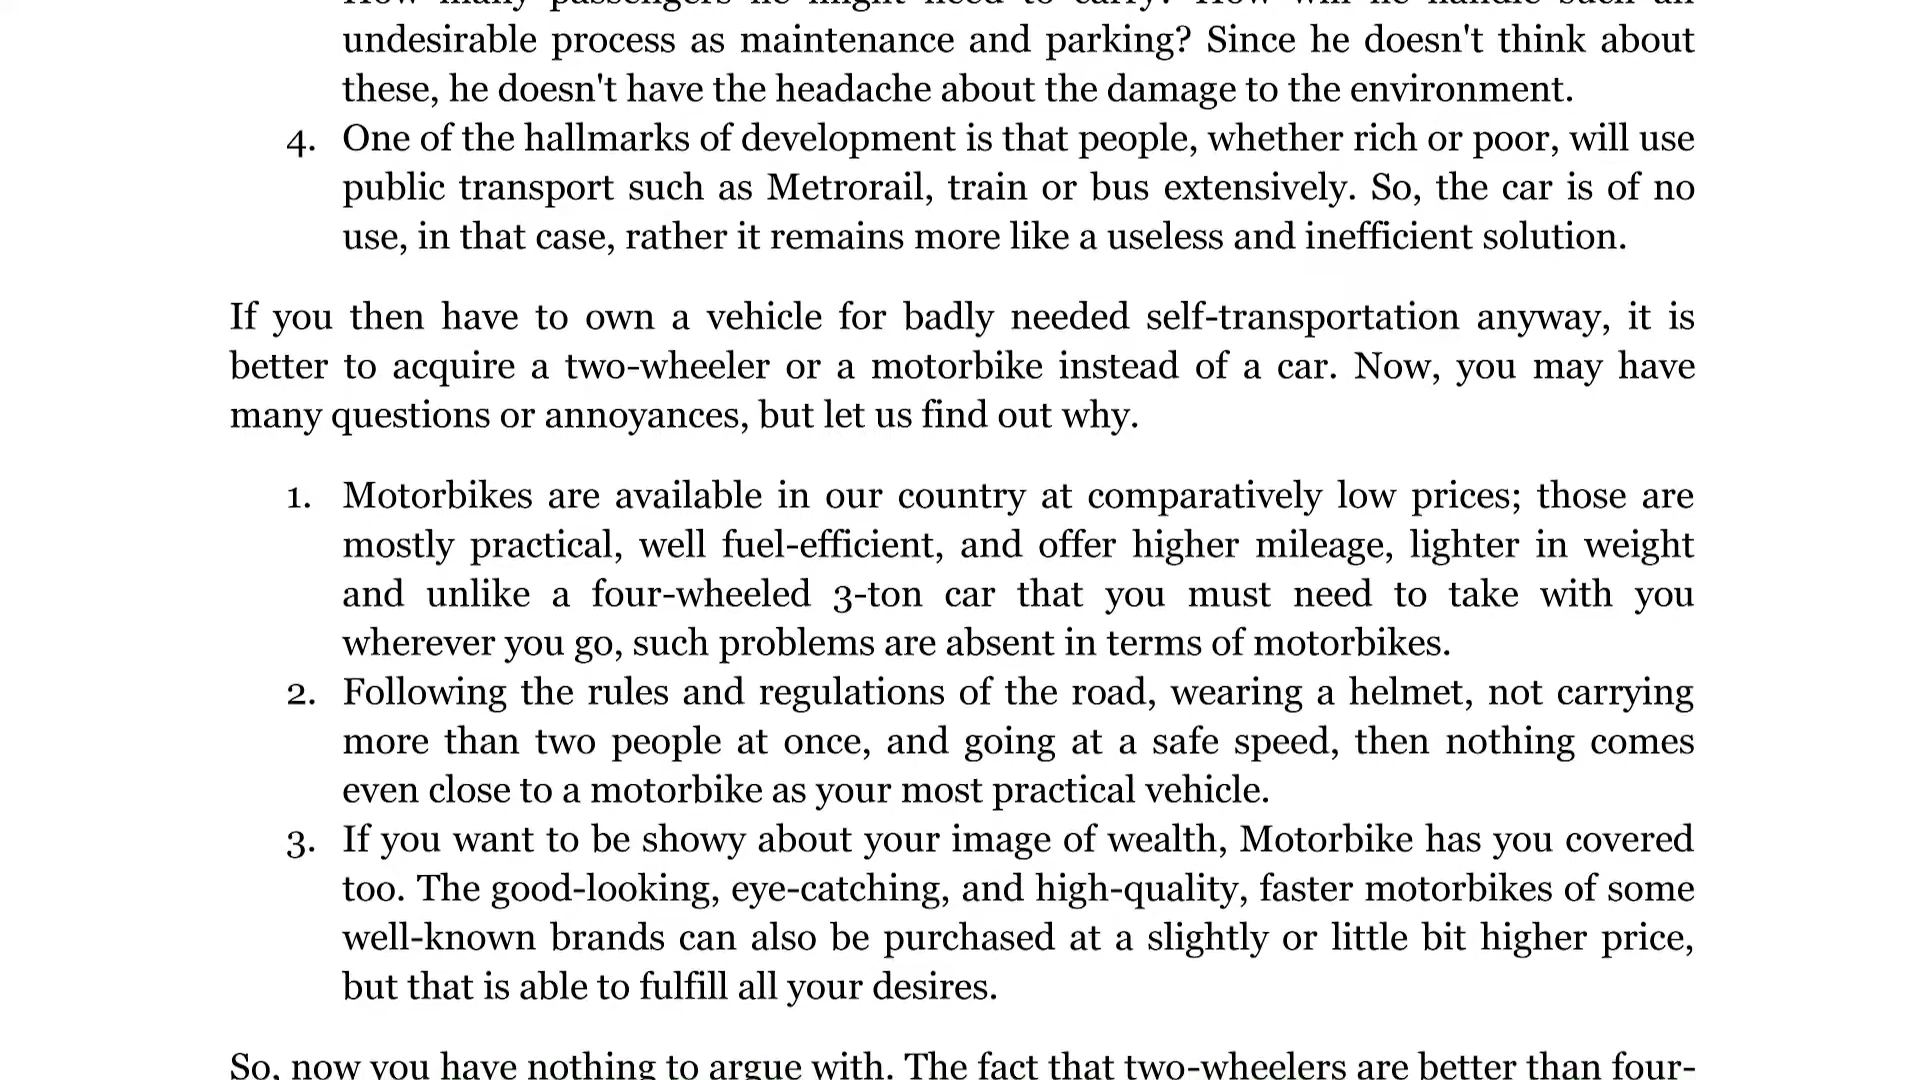 How many passengers he might need to carry? How will he handle such an
undesirable process as maintenance and parking? Since he doesn't think about
these, he doesn't have the headache about the damage to the environment.
4. One of the hallmarks of development is that people, whether rich or poor, will use
public transport such as Metrorail, train or bus extensively. So, the car is of no
use, in that case, rather it remains more like a useless and inefficient solution.
If you then have to own a vehicle for badly needed self-transportation anyway, it is
better to acquire a two-wheeler or a motorbike instead of a car. Now, you may have
many questions or annoyances, but let us find out why.
1. Motorbikes are available in our country at comparatively low prices; those are
mostly practical, well fuel-efficient, and offer higher mileage, lighter in weight
and unlike a four-wheeled 3-ton car that you must need to take with you
wherever you go, such problems are absent in terms of motorbikes.
2. Following the rules and regulations of the road, wearing a helmet, not carrying
more than two people at once, and going at a safe speed, then nothing comes
even close to a motorbike as your most practical vehicle.
3. If you want to be showy about your image of wealth, Motorbike has you covered
too. The good-looking, eye-catching, and high-quality, faster motorbikes of some
well-known brands can also be purchased at a slightly or little bit higher price,
but that is able to fulfill all your desires.
So, now you have nothing to argue with. The fact that two-wheelers are better than four-